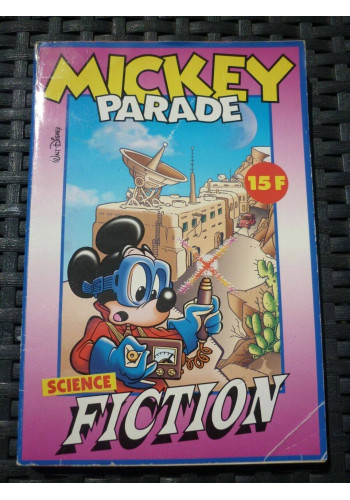 MICKEY
PARADE
WALT DISNEY
15 F
SCIENCE
FICTION